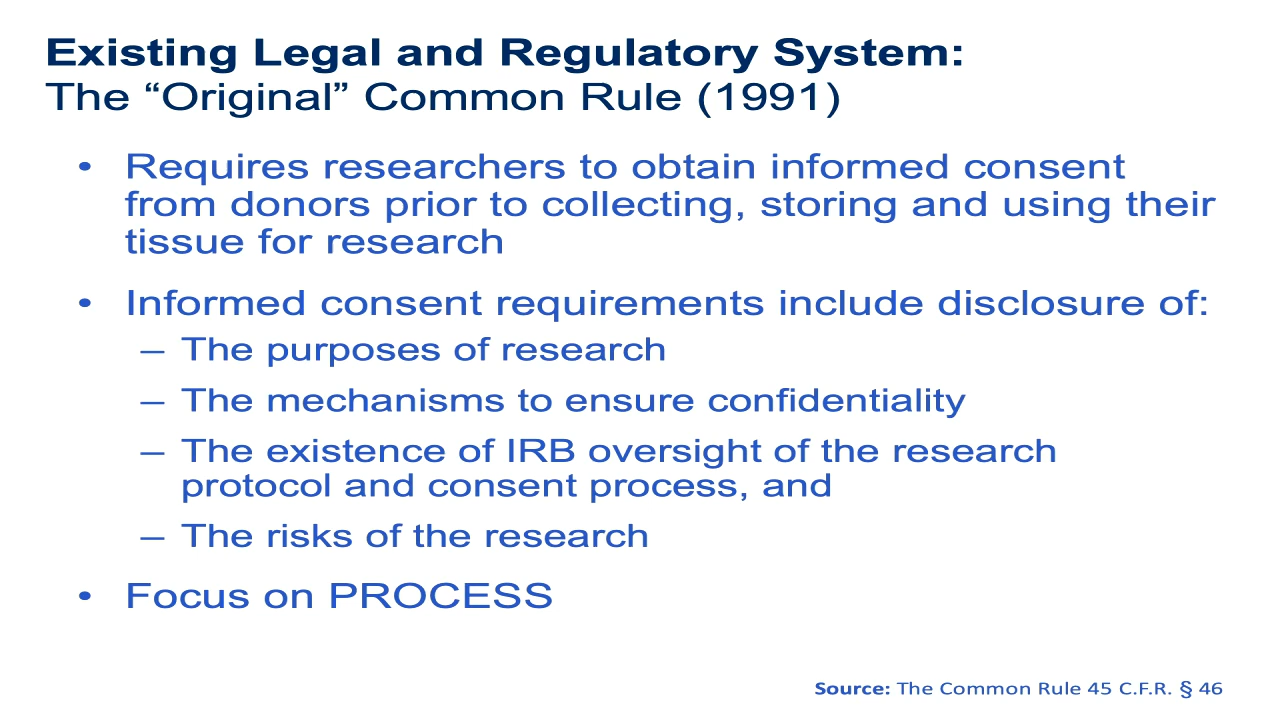 Existing Legal and Regulatory System:
The “Original” Common Rule (1991)
• Requires researchers to obtain informed consent
from donors prior to collecting, storing and using their
tissue for research
• Informed consent requirements include disclosure of:
– The purposes of research
– The mechanisms to ensure confidentiality
– The existence of IRB oversight of the research
protocol and consent process, and
– The risks of the research
• Focus on PROCESS
Source: The Common Rule 45 C.F.R. § 46